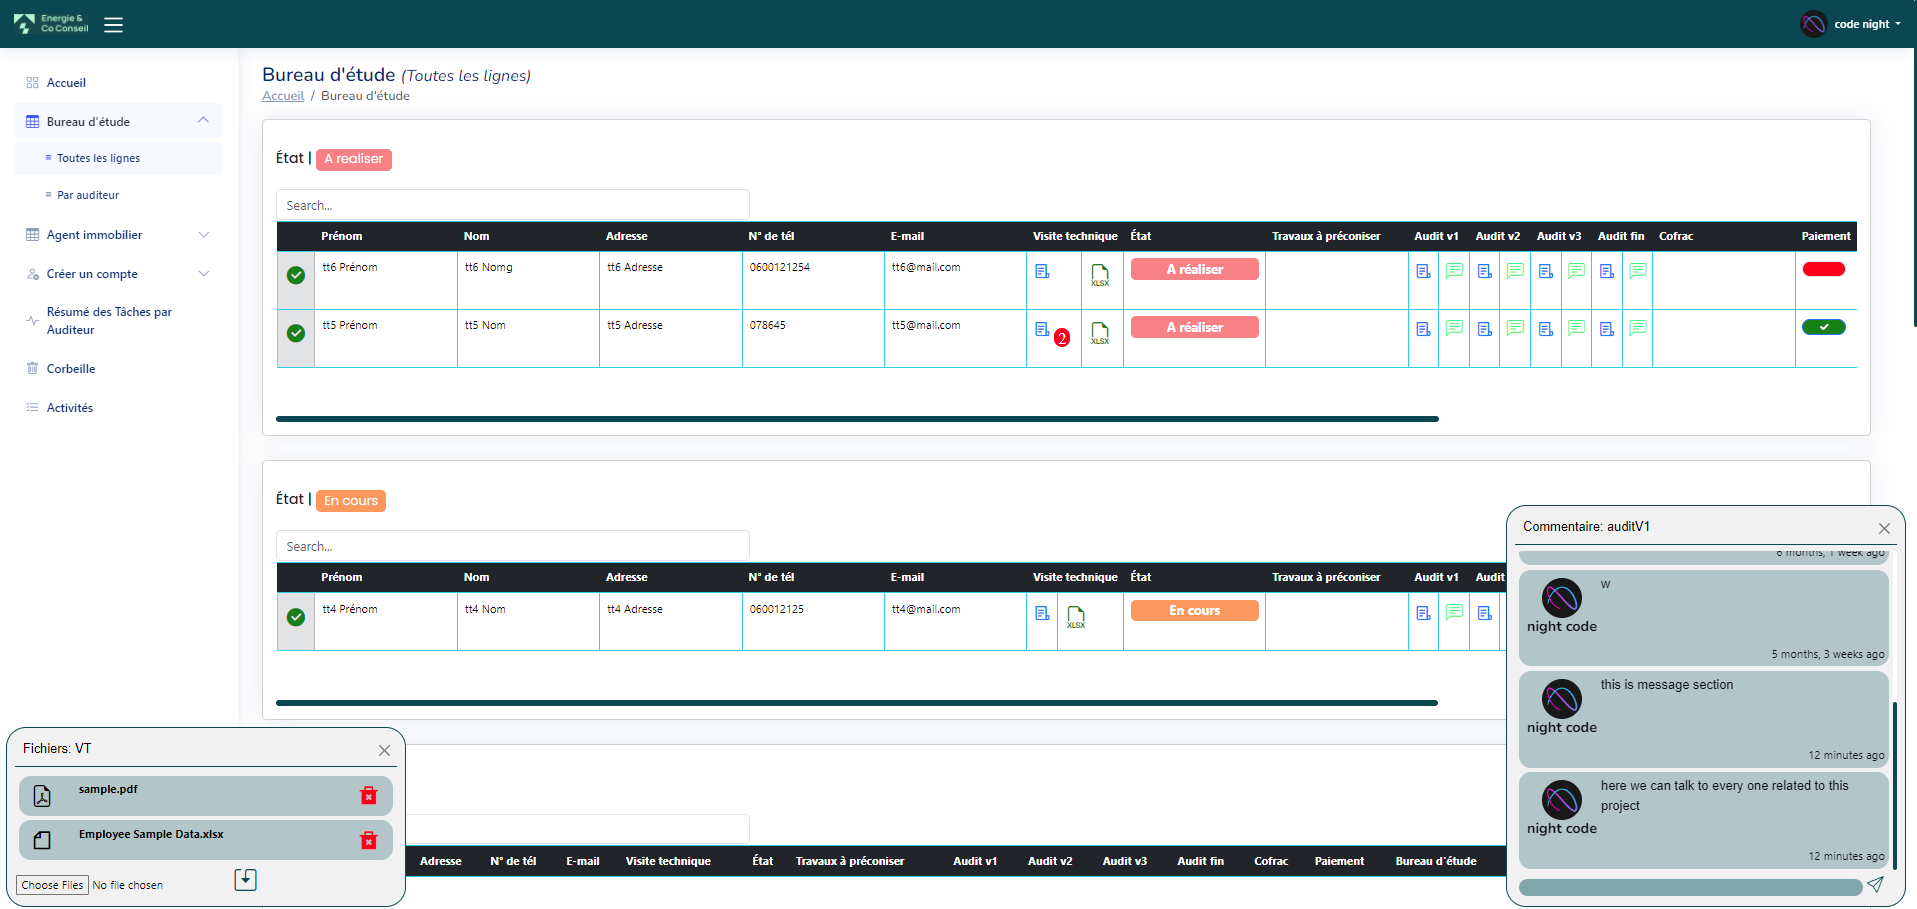 Energie &
Co Conseil
code night
Accueil
Bureau d'étude
Toutes les lignes
Par auditeur
Agent immobilier
Créer un compte
Résumé des Tâches par
Auditeur
Corbeille
Activités
Bureau d'étude (Toutes les lignes)
Accueil / Bureau d'étude
État | A realiser
Search...
Prénom Nom Adresse N° de tél E-mail Visite technique État Travaux à préconiser Audit v1 Audit v2 Audit v3 Audit fin Cofrac Paiement
tt6 Prénom tt6 Nomg tt6 Adresse 0600121254 tt6@mail.com XLSX A réaliser
tt5 Prénom tt5 Nom tt5 Adresse 078645 tt5@mail.com 2 XLSX A réaliser
État | En cours
Search...
Prénom Nom Adresse N° de tél E-mail Visite technique État Travaux à préconiser Audit v1 Audit
tt4 Prénom tt4 Nom tt4 Adresse 060012125 tt4@mail.com XLSX En cours
Adresse N° de tél E-mail Visite technique État Travaux à préconiser Audit v1 Audit v2 Audit v3 Audit fin Cofrac Paiement Bureau d'étude
Fichiers: VT
sample.pdf
Employee Sample Data.xlsx
Choose Files No file chosen
Commentaire: auditV1
6 months, 1 week ago
w
night code
5 months, 3 weeks ago
this is message section
night code
12 minutes ago
here we can talk to every one related to this
project
night code
12 minutes ago